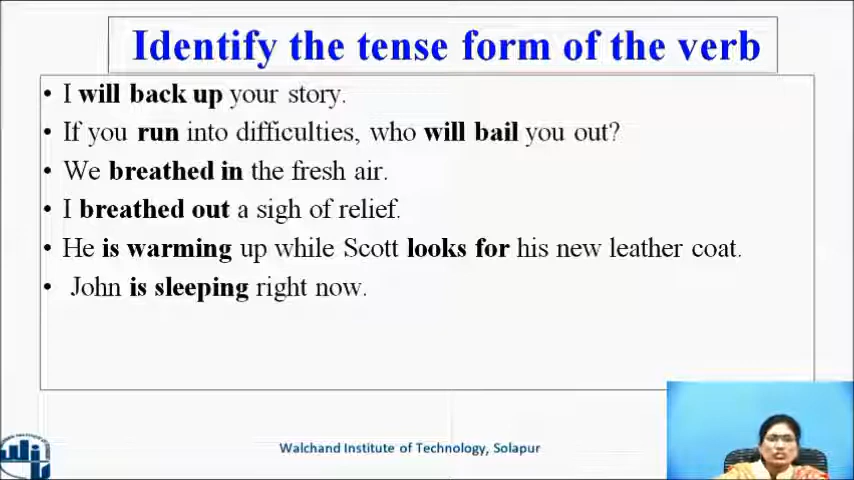 Identify the tense form of the verb
• I will back up your story.
• If you run into difficulties, who will bail you out?
• We breathed in the fresh air.
• I breathed out a sigh of relief.
• He is warming up while Scott looks for his new leather coat.
• John is sleeping right now.
Walchand Institute of Technology, Solapur